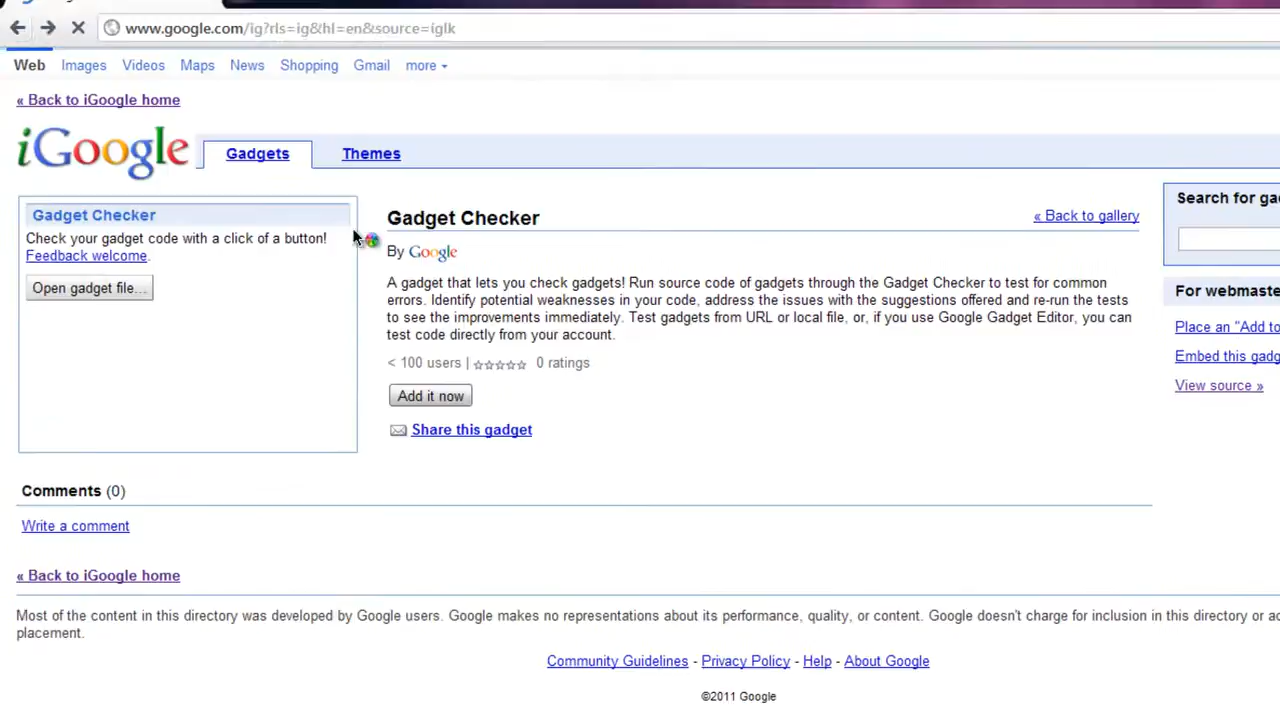 www.google.com/ig?rls=ig&hl=en&source=iglk
Web Images Videos Maps News Shopping Gmail more
« Back to iGoogle home
iGoogle Gadgets Themes
Gadget Checker
Check your gadget code with a click of a button!
Feedback welcome.
Open gadget file...
Gadget Checker
« Back to gallery
By Google
A gadget that lets you check gadgets! Run source code of gadgets through the Gadget Checker to test for common
errors. Identify potential weaknesses in your code, address the issues with the suggestions offered and re-run the tests
to see the improvements immediately. Test gadgets from URL or local file, or, if you use Google Gadget Editor, you can
test code directly from your account.
< 100 users | 0 ratings
Add it now
Share this gadget
Search for
For
Place an "Add to
Embed this
View source »
Comments (0)
Write a comment
« Back to iGoogle home
Most of the content in this directory was developed by Google users. Google makes no representations about its performance, quality, or content. Google doesn't charge for inclusion in this directory or
placement.
Community Guidelines - Privacy Policy - Help - About Google
©2011 Google